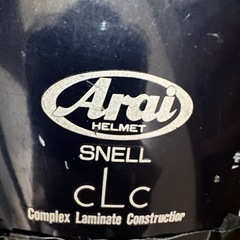 Arai
HELMET
SNELL
cLc
Complex Laminate Construction